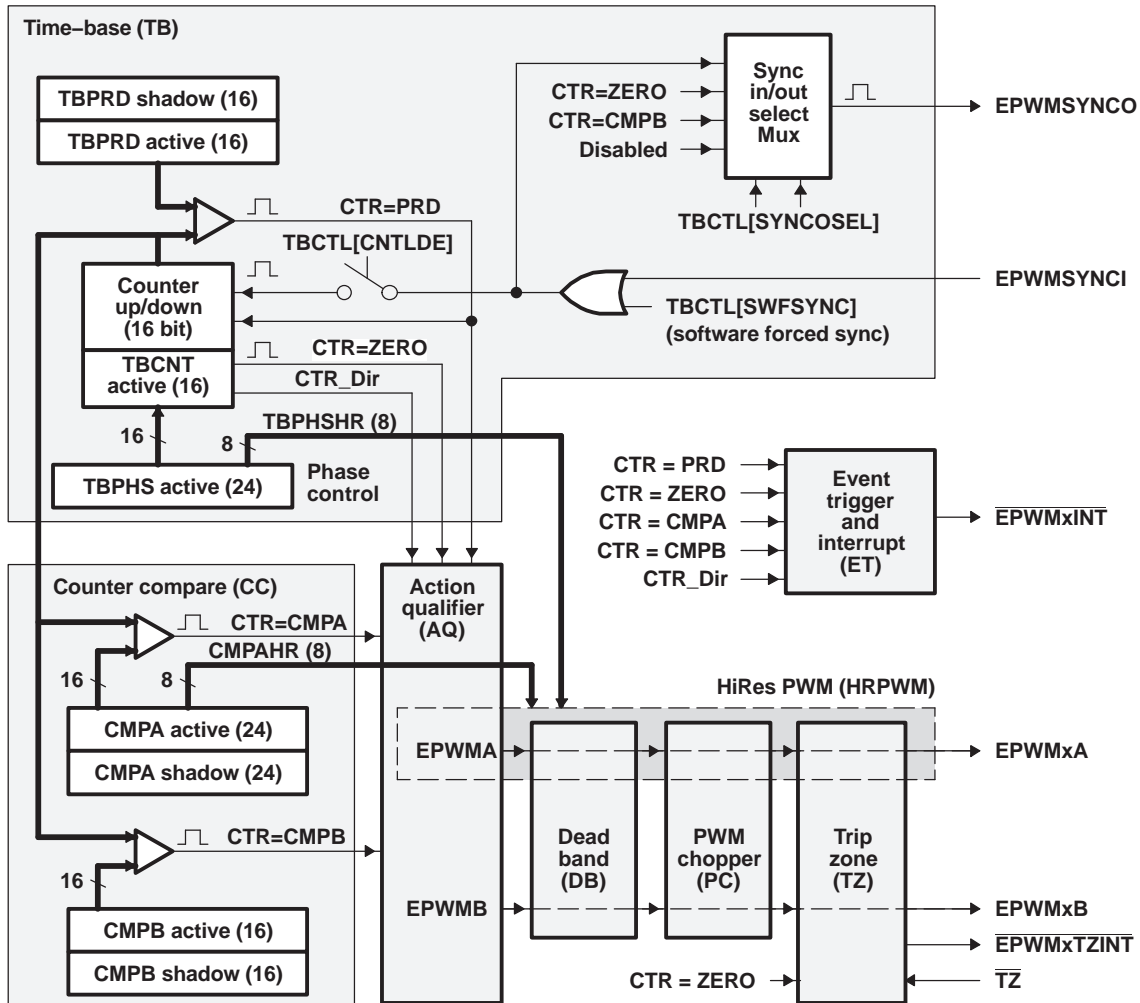 Time–base (TB)
TBPRD shadow (16)
TBPRD active (16)
CTR=PRD
TBCTL[CNTLDE]
Counter
up/down
(16 bit)
TBCNT
active (16)
CTR=ZERO
CTR_Dir
16
8
TBPHSHR (8)
TBPHS active (24)
Phase
control
CTR=ZERO
CTR=CMPB
Disabled
Sync
in/out
select
Mux
TBCTL[SYNCOSEL]
EPWMSYNCO
EPWMSYNCI
TBCTL[SWFSYNC]
(software forced sync)
CTR = PRD
CTR = ZERO
CTR = CMPA
CTR = CMPB
CTR_Dir
Event
trigger
and
interrupt
(ET)
EPWMxINT
Counter compare (CC)
CTR=CMPA
CMPAHR (8)
16
8
CMPA active (24)
CMPA shadow (24)
CTR=CMPB
16
CMPB active (16)
CMPB shadow (16)
Action
qualifier
(AQ)
EPWMA
EPWMB
HiRes PWM (HRPWM)
Dead
band
(DB)
PWM
chopper
(PC)
Trip
zone
(TZ)
CTR = ZERO
EPWMxA
EPWMxB
EPWMxTZINT
TZ